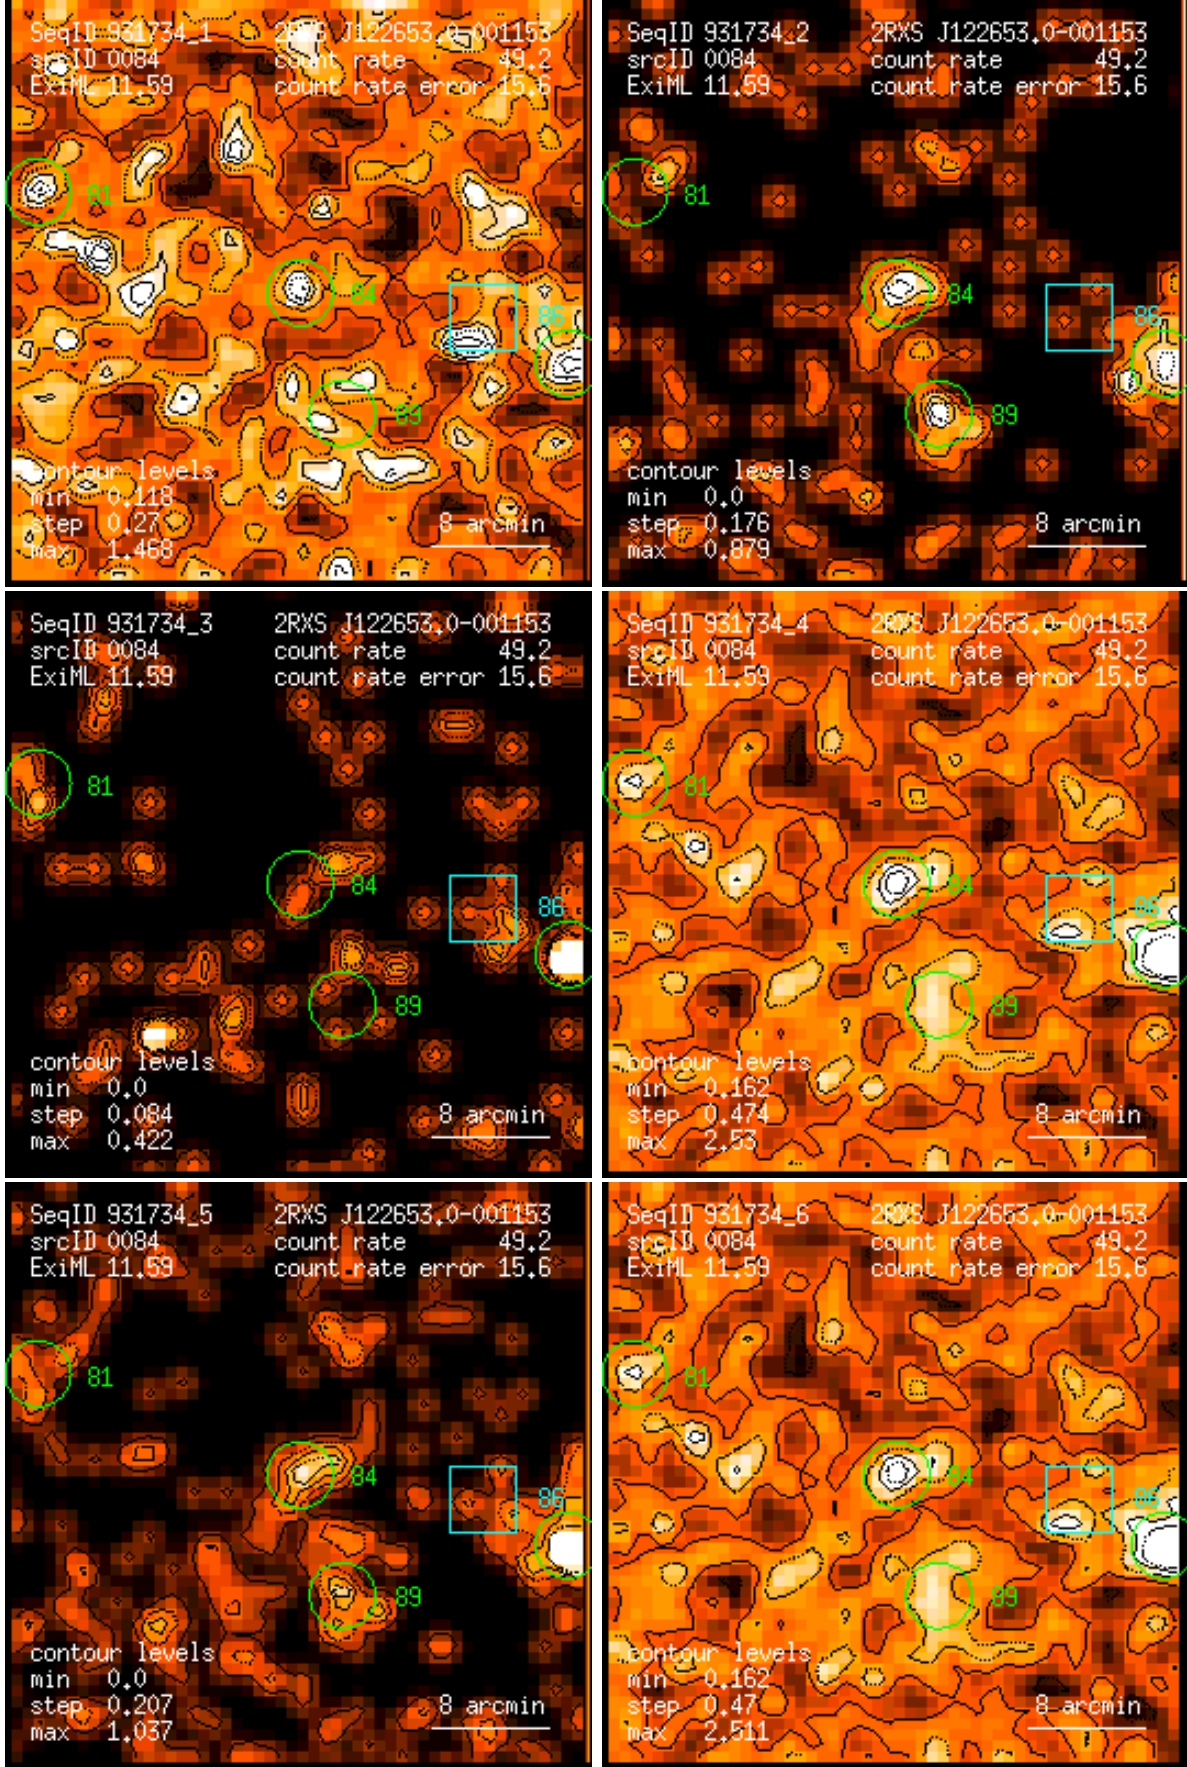 SeqID 931734_1 2RXS J122653.0-001153
srcID 0084 count rate 49.2
ExiML 11.59 count rate error 15.6
81
84
86
89
contour levels
min 0.118
step 0.27
max 1.468
8 arcmin
SeqID 931734_2 2RXS J122653.0-001153
srcID 0084 count rate 49.2
ExiML 11.59 count rate error 15.6
81
84
86
89
contour levels
min 0.0
step 0.176
max 0.879
8 arcmin
SeqID 931734_3 2RXS J122653.0-001153
srcID 0084 count rate 49.2
ExiML 11.59 count rate error 15.6
81
84
86
89
contour levels
min 0.0
step 0.084
max 0.422
8 arcmin
SeqID 931734_4 2RXS J122653.0-001153
srcID 0084 count rate 49.2
ExiML 11.59 count rate error 15.6
81
84
86
89
contour levels
min 0.162
step 0.474
max 2.53
8 arcmin
SeqID 931734_5 2RXS J122653.0-001153
srcID 0084 count rate 49.2
ExiML 11.59 count rate error 15.6
81
84
86
89
contour levels
min 0.0
step 0.207
max 1.037
8 arcmin
SeqID 931734_6 2RXS J122653.0-001153
srcID 0084 count rate 49.2
ExiML 11.59 count rate error 15.6
81
84
86
89
contour levels
min 0.162
step 0.47
max 2.511
8 arcmin